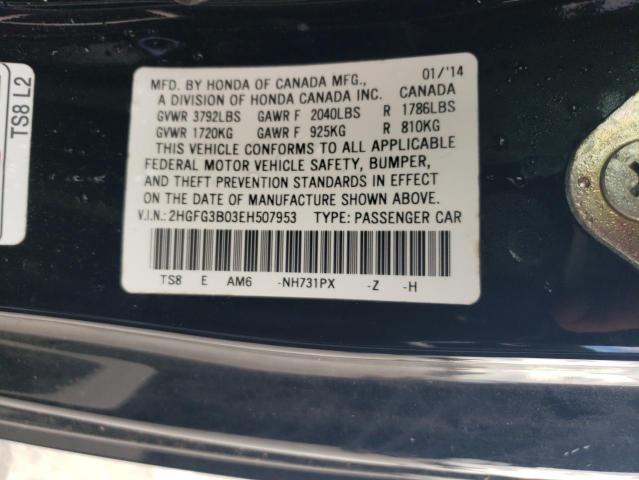 MFD. BY HONDA OF CANADA MFG., 01/'14
A DIVISION OF HONDA CANADA INC. CANADA
GVWR 3792LBS GAWR F 2040LBS R 1786LBS
GVWR 1720KG GAWR F 925KG R 810KG
THIS VEHICLE CONFORMS TO ALL APPLICABLE
FEDERAL MOTOR VEHICLE SAFETY, BUMPER,
AND THEFT PREVENTION STANDARDS IN EFFECT
ON THE DATE OF MANUFACTURE SHOWN ABOVE.
V.I.N.: 2HGFG3B03EH507953 TYPE: PASSENGER CAR
TS8 E AM6 -NH731PX -Z -H
TS8 L2